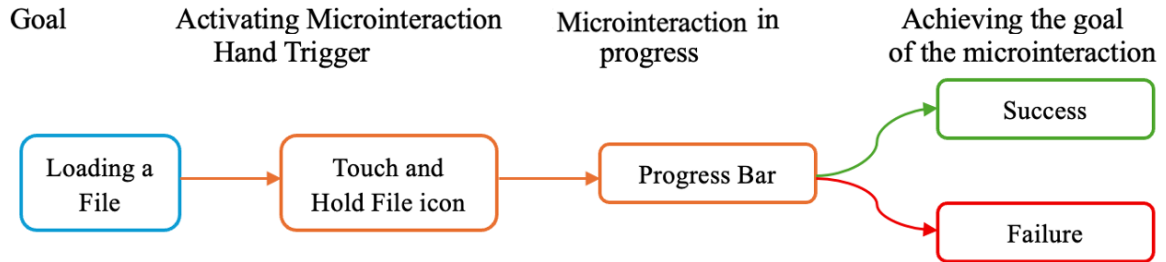 Goal
Activating Microinteraction
Hand Trigger
Microinteraction in
progress
Achieving the goal
of the microinteraction
Loading a
File
Touch and
Hold File icon
Progress Bar
Success
Failure